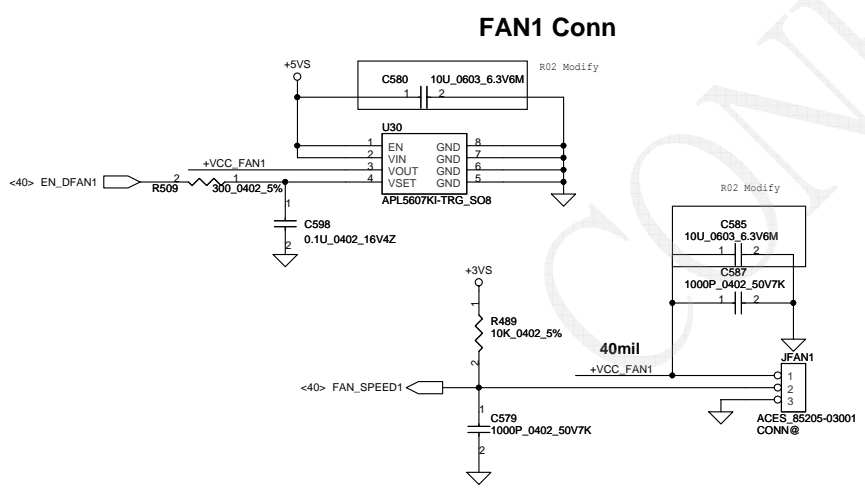 FAN1 Conn
+5VS
C580 10U_0603_6.3V6M
R02 Modify
1 2
U30
1 EN GND 8
2 VIN GND 7
3 VOUT GND 6
4 VSET GND 5
+VCC_FAN1
<40> EN_DFAN1
2 1
R509 300_0402_5%
APL5607KI-TRG_SO8
R02 Modify
1
C598
0.1U_0402_16V4Z
2
C585
10U_0603_6.3V6M
1 2
C587
1000P_0402_50V7K
1 2
+3VS
1
R489
10K_0402_5%
2
40mil
+VCC_FAN1
JFAN1
1
2
3
<40> FAN_SPEED1
1
C579
1000P_0402_50V7K
2
ACES_85205-03001
CONN@
CON